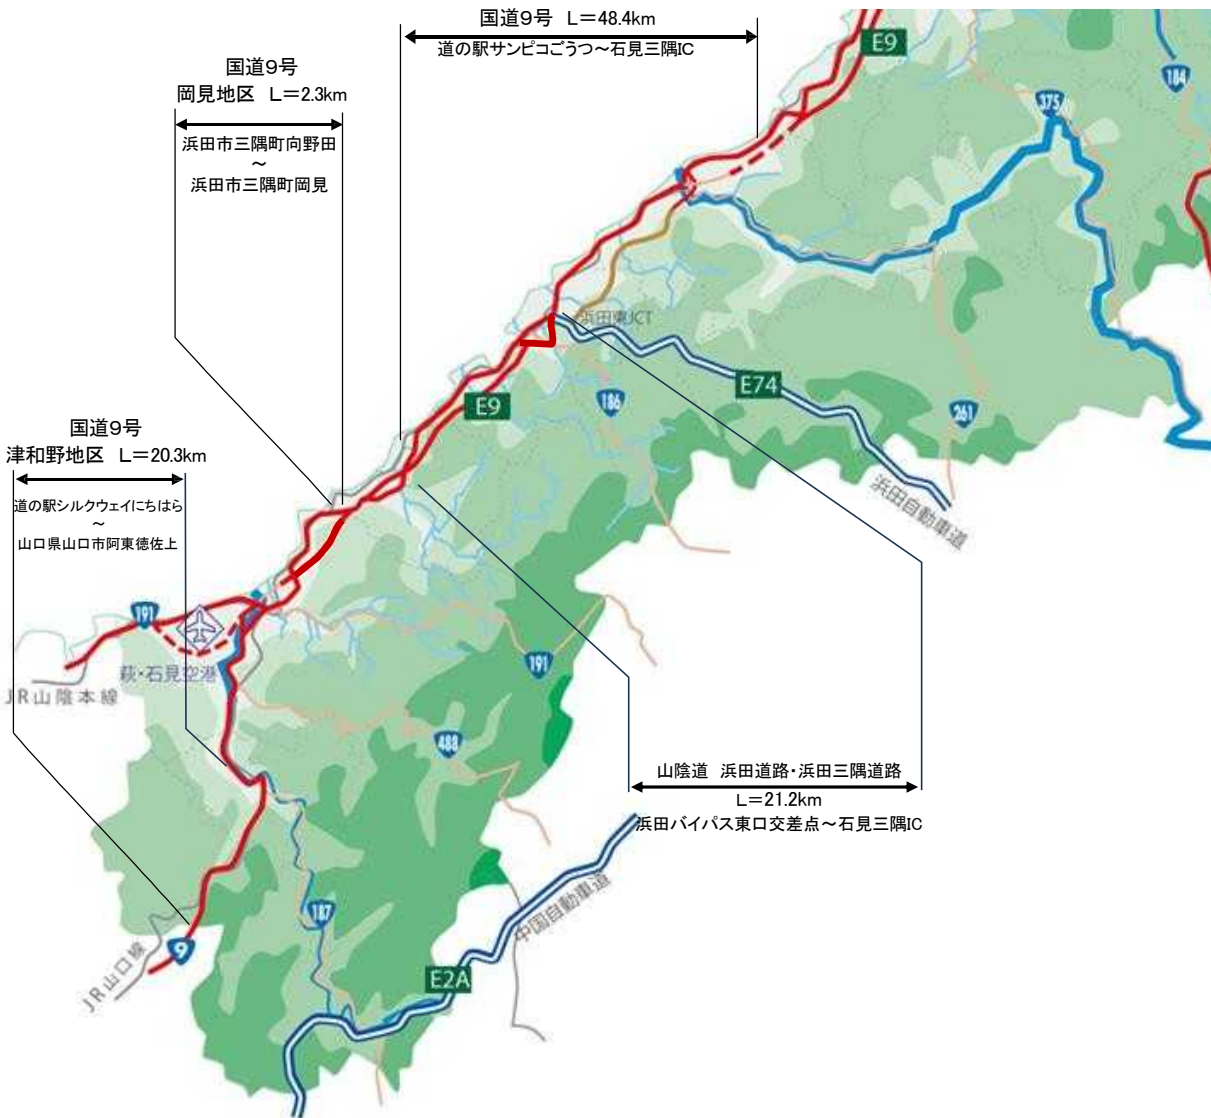 国道9号 L=48.4km
道の駅サンピコごうつ~石見三隅IC
E9
184
375
国道9号
岡見地区 L=2.3km
浜田市三隅町向野田
~
浜田市三隅町岡見
浜田東JCT
E74
186
261
E9
浜田自動車道
国道9号
津和野地区 L=20.3km
道の駅シルクウェイにちはら
~
山口県山口市阿東徳佐上
191
萩・石見空港
JR山陰本線
191
488
山陰道 浜田道路・浜田三隅道路
L=21.2km
浜田バイパス東口交差点~石見三隅IC
中国自動車道
187
9
JR山口線
E2A